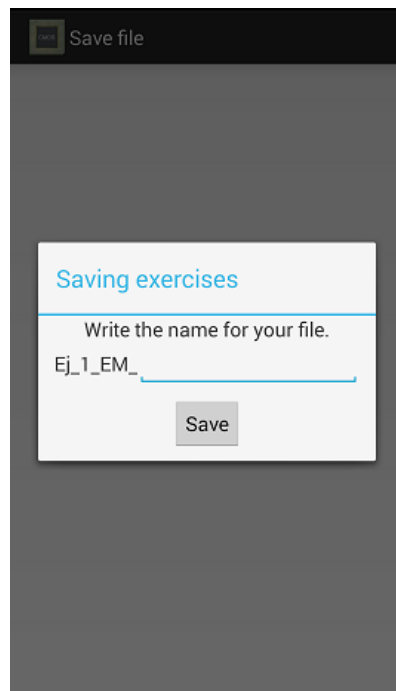 Save file
Saving exercises
Write the name for your file.
Ej_1_EM_
Save